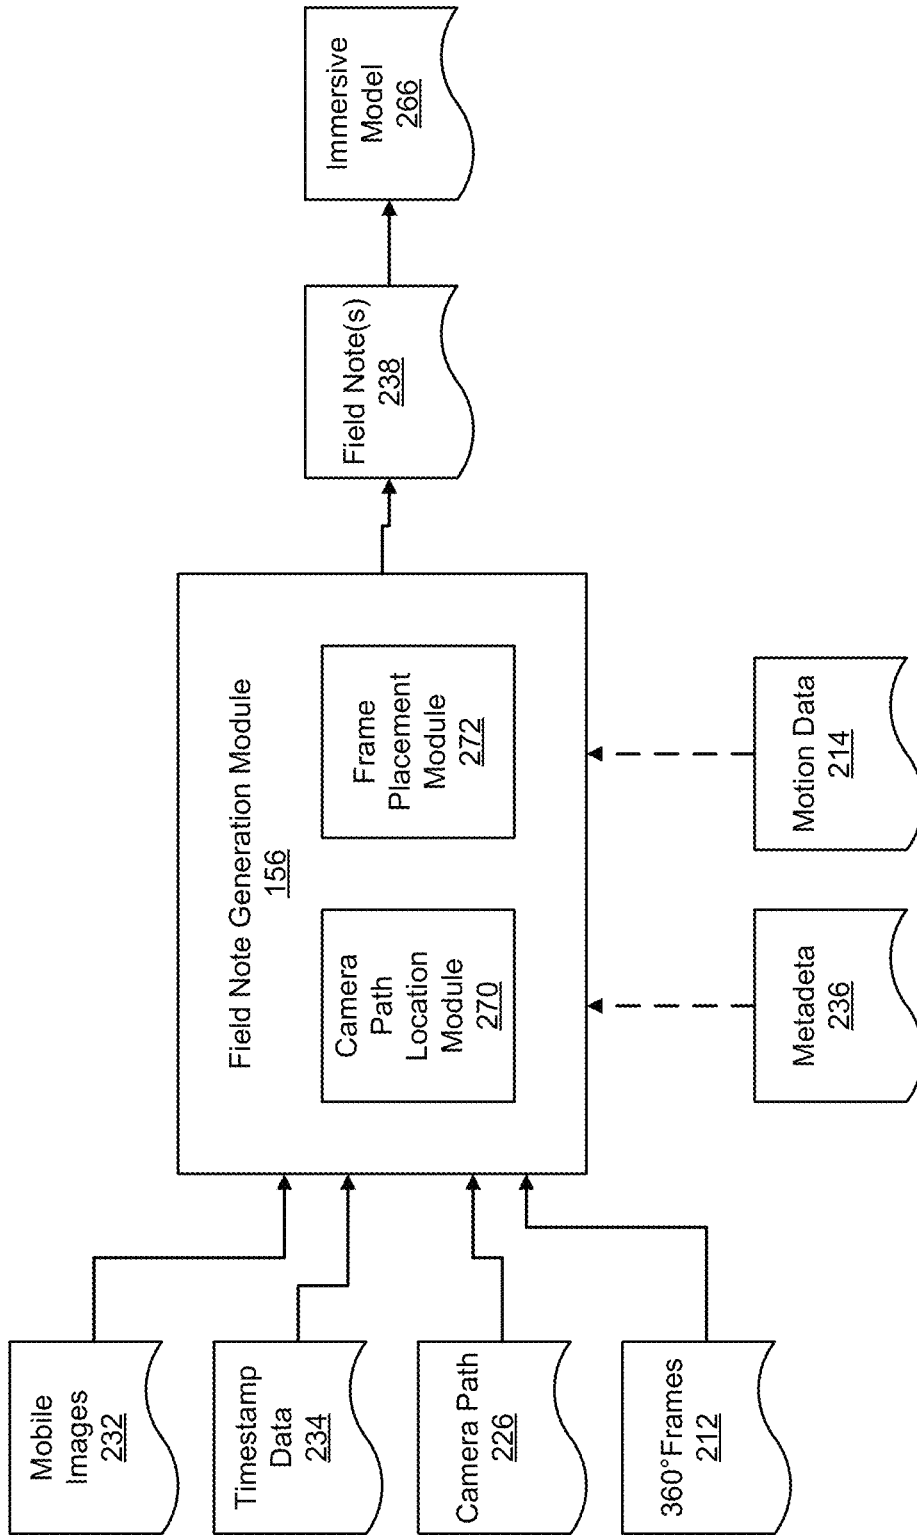 Mobile
Images
232
Timestamp
Data
234
Camera Path
226
360°Frames
212
Field Note Generation Module
156
Camera
Path
Location
Module
270
Frame
Placement
Module
272
Metadeta
236
Motion Data
214
Field Note(s)
238
Immersive
Model
266